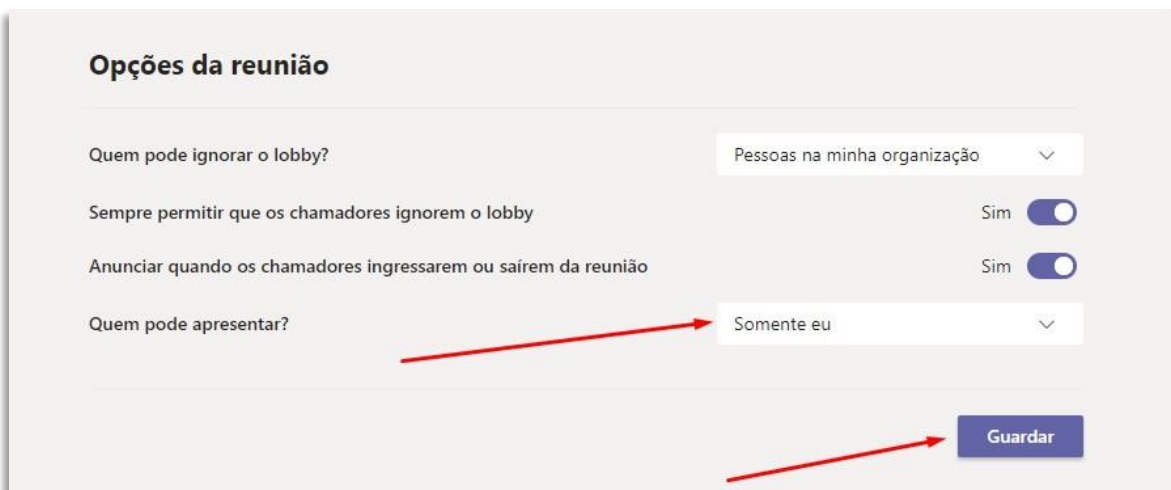 Opções da reunião
Quem pode ignorar o lobby?
Pessoas na minha organização
Sempre permitir que os chamadores ignorem o lobby
Sim
Anunciar quando os chamadores ingressarem ou saírem da reunião
Sim
Quem pode apresentar?
Somente eu
Guardar